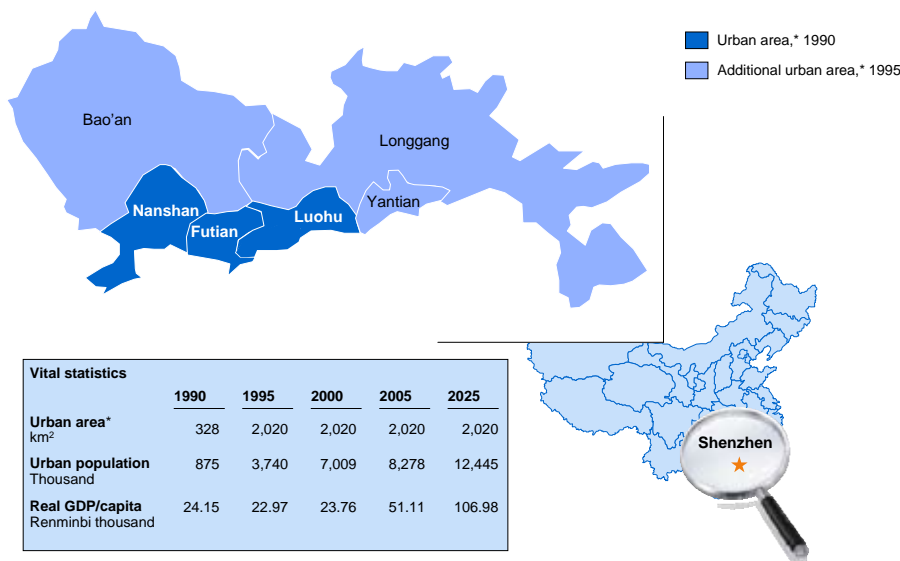 Urban area,* 1990
Additional urban area,* 1995
Bao'an
Longgang
Yantian
Nanshan
Luohu
Futian
Vital statistics
1990 1995 2000 2005 2025
Urban area* 328 2,020 2,020 2,020 2,020
km²
Urban population 875 3,740 7,009 8,278 12,445
Thousand
Real GDP/capita 24.15 22.97 23.76 51.11 106.98
Renminbi thousand
Shenzhen